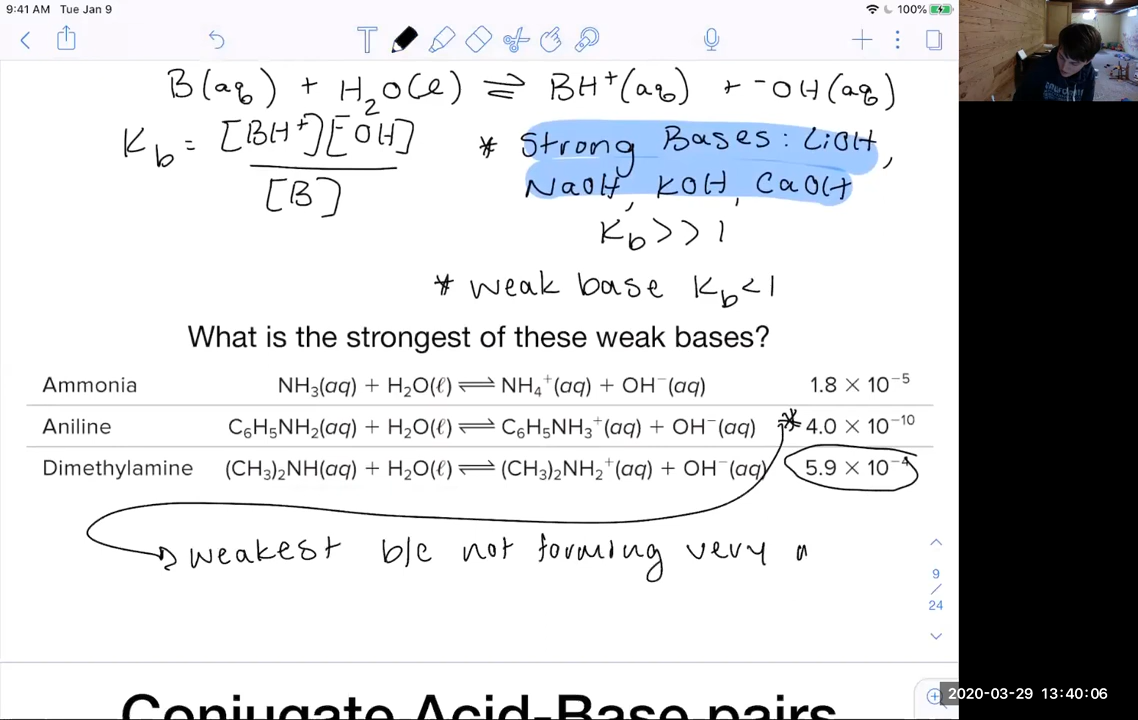 9:41 AM Tue Jan 9
100%
T
B(aq) + H₂O(l) ⇌ BH⁺(aq) + ⁻OH(aq)
K_b = [BH⁺][⁻OH]
[B]
* Strong Bases: LiOH,
NaOH, KOH, CaOH
K_b >> 1
* weak base K_b < 1
What is the strongest of these weak bases?
Ammonia NH₃(aq) + H₂O(ℓ) ⇌ NH₄⁺(aq) + OH⁻(aq) 1.8 × 10⁻⁵
Aniline C₆H₅NH₂(aq) + H₂O(ℓ) ⇌ C₆H₅NH₃⁺(aq) + OH⁻(aq) * 4.0 × 10⁻¹⁰
Dimethylamine (CH₃)₂NH(aq) + H₂O(ℓ) ⇌ (CH₃)₂NH₂⁺(aq) + OH⁻(aq) 5.9 × 10⁻⁴
→ weakest b/c not forming very
9
/
24
Conjugate Acid-Base pairs
2020-03-29 13:40:06